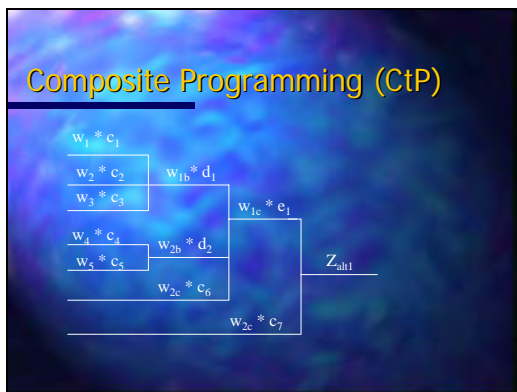 Composite Programming (CtP)
w₁ * c₁
w₂ * c₂ w₁b* d₁
w₃ * c₃
w₁c * e₁
w₄ * c₄
w₂b * d₂
w₅ * c₅
Zₐₗₜ₁
w₂c * c₆
w₂c * c₇